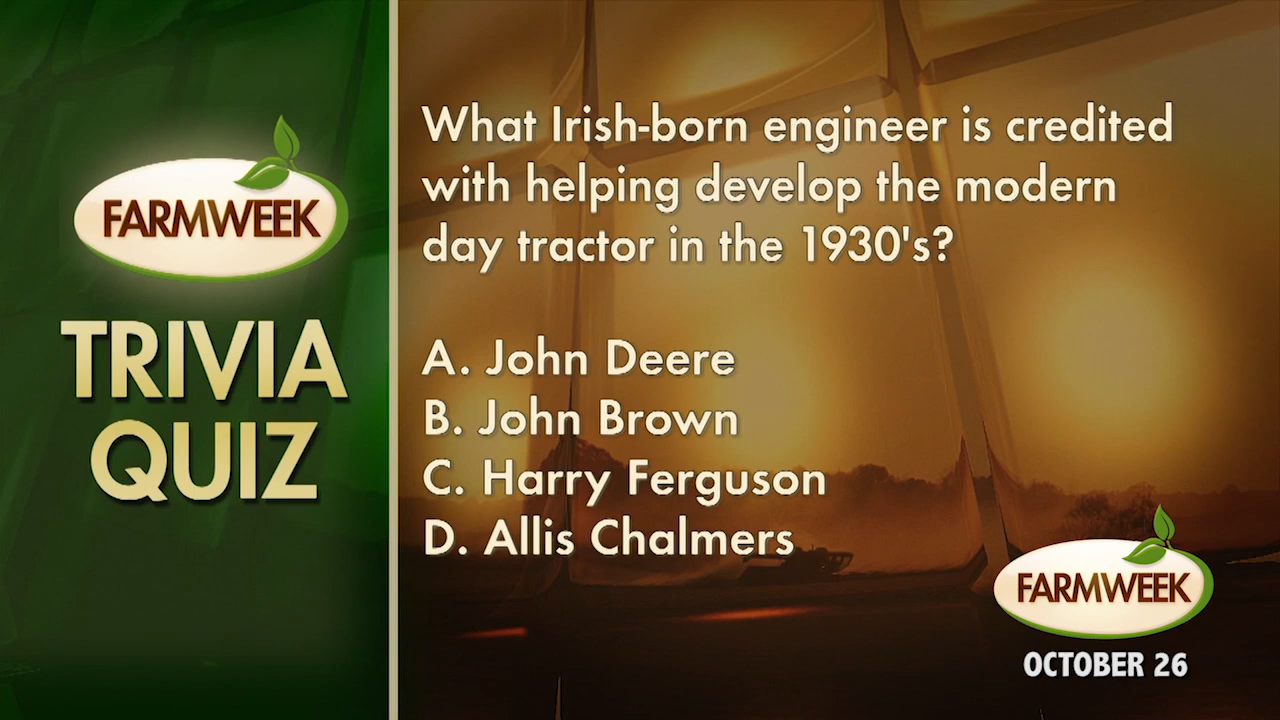 FARMWEEK
TRIVIA
QUIZ
What Irish-born engineer is credited
with helping develop the modern
day tractor in the 1930's?
A. John Deere
B. John Brown
C. Harry Ferguson
D. Allis Chalmers
FARMWEEK
OCTOBER 26